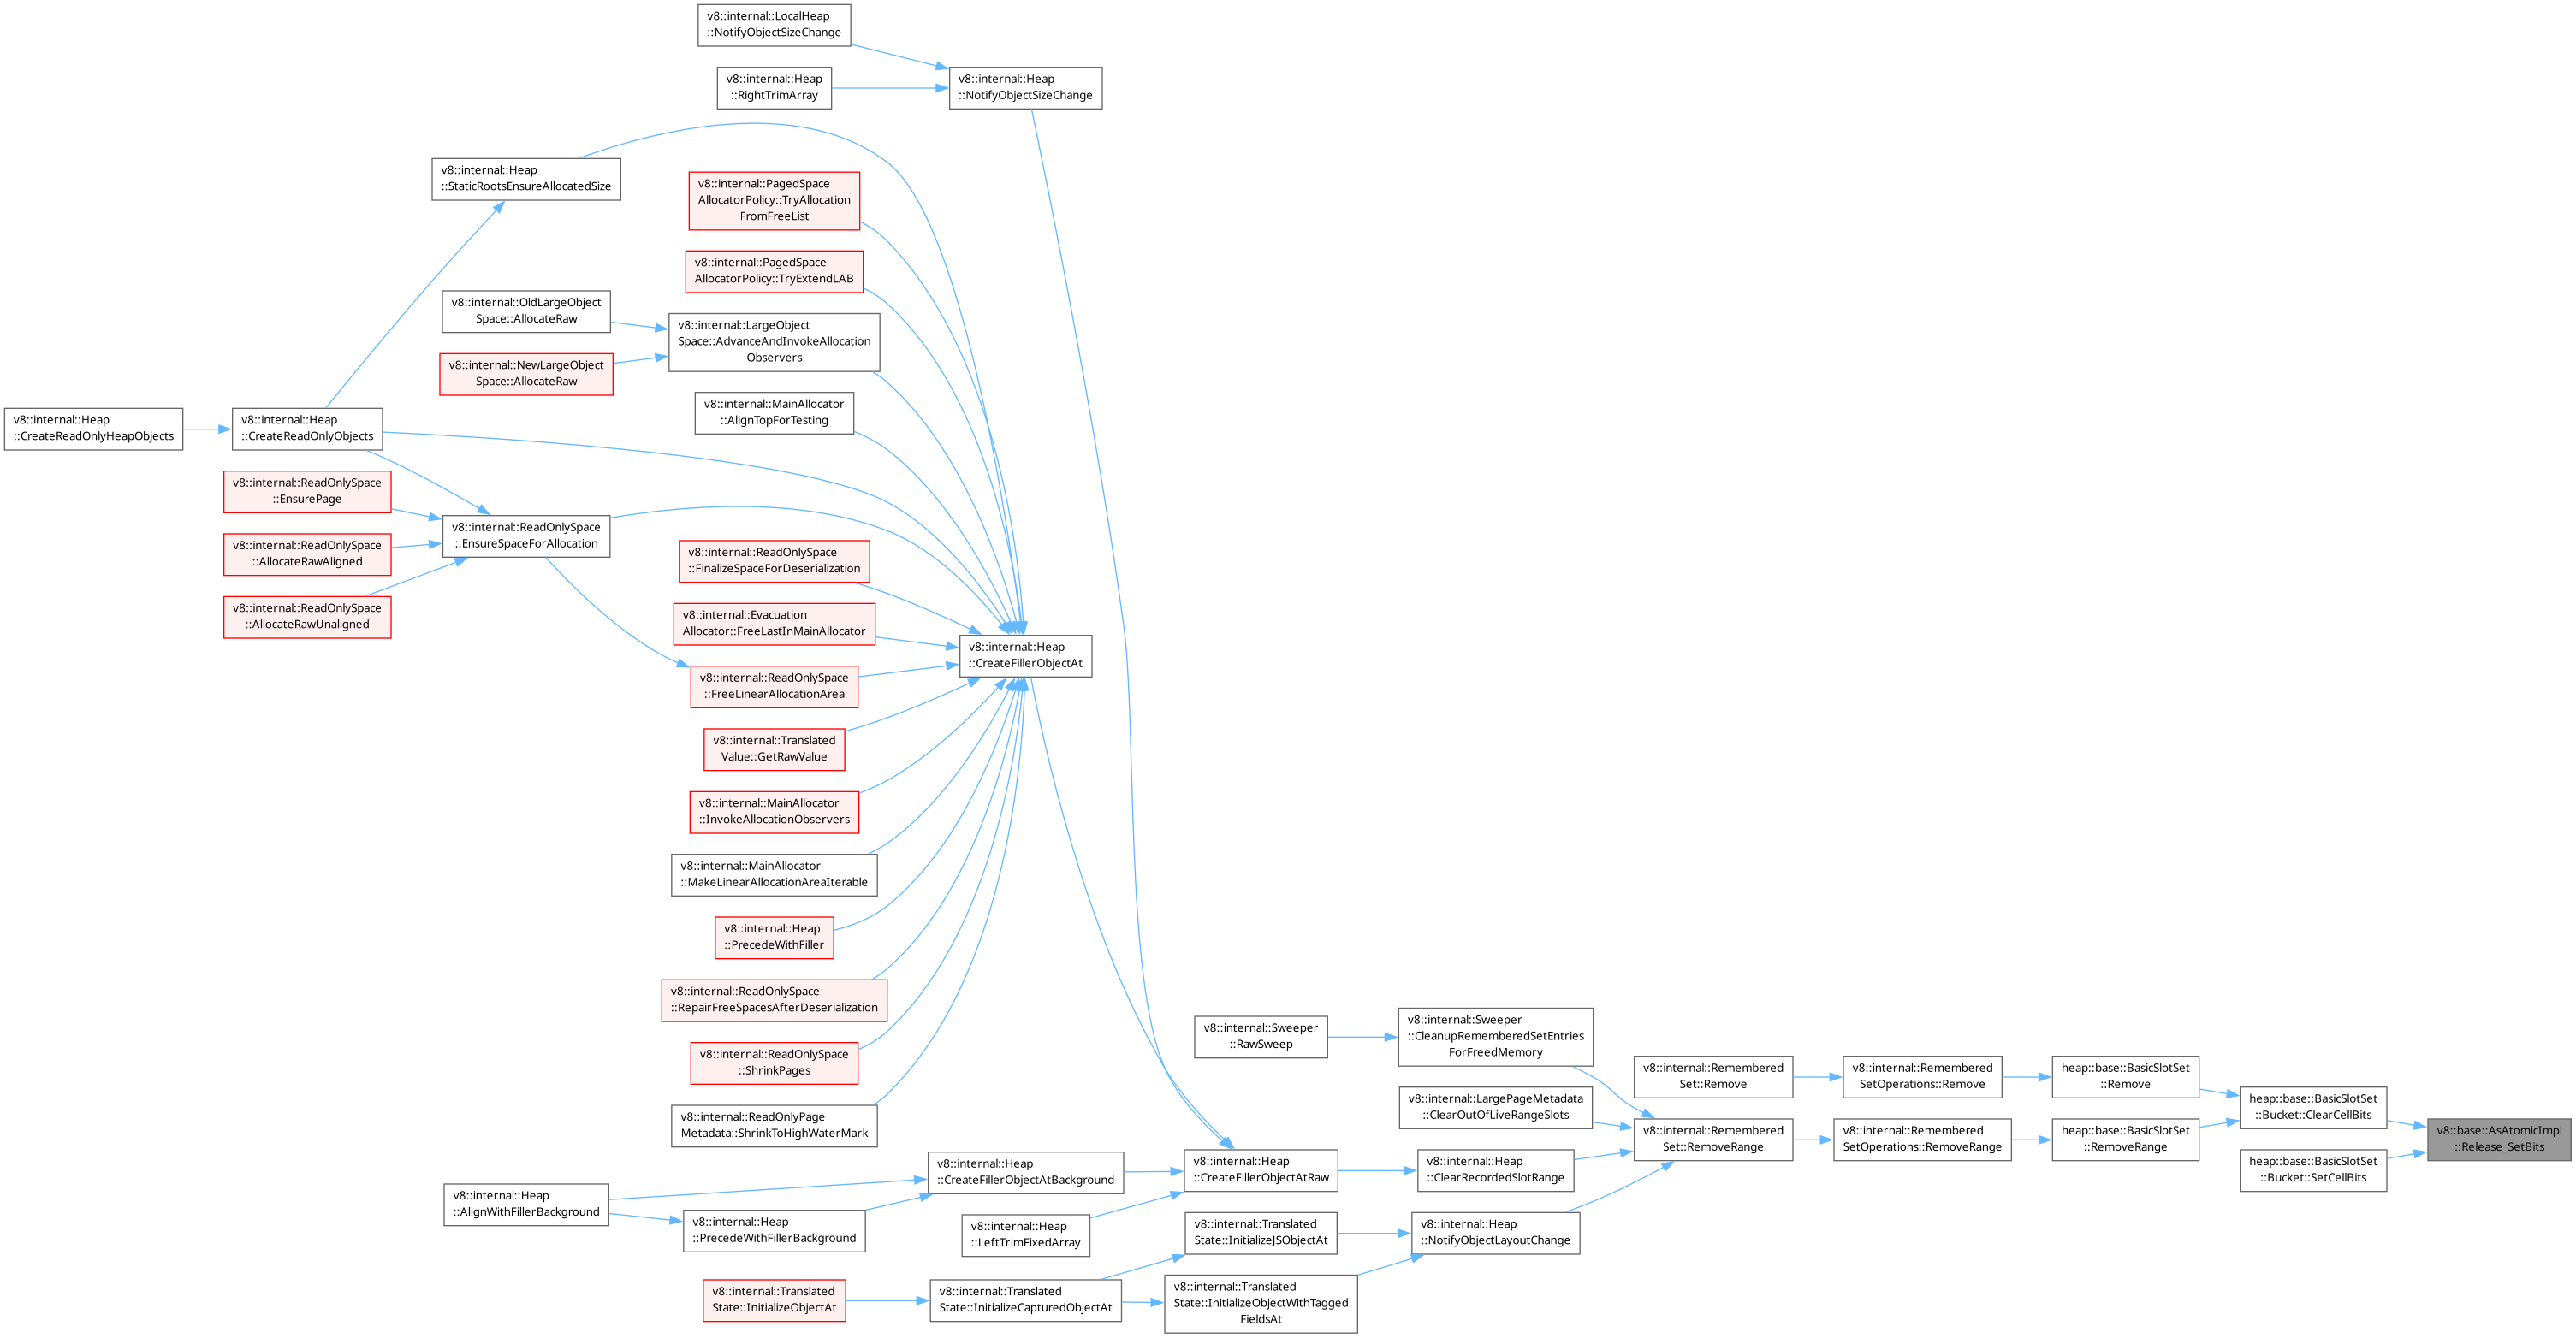 v8::internal::LocalHeap
::NotifyObjectSizeChange
v8::internal::Heap
::RightTrimArray
v8::internal::Heap
::NotifyObjectSizeChange
v8::internal::Heap
::StaticRootsEnsureAllocatedSize
v8::internal::PagedSpace
AllocatorPolicy::TryAllocation
FromFreeList
v8::internal::PagedSpace
AllocatorPolicy::TryExtendLAB
v8::internal::OldLargeObject
Space::AllocateRaw
v8::internal::LargeObject
Space::AdvanceAndInvokeAllocation
Observers
v8::internal::NewLargeObject
Space::AllocateRaw
v8::internal::MainAllocator
::AlignTopForTesting
v8::internal::Heap
::CreateReadOnlyHeapObjects
v8::internal::Heap
::CreateReadOnlyObjects
v8::internal::ReadOnlySpace
::EnsurePage
v8::internal::ReadOnlySpace
::EnsureSpaceForAllocation
v8::internal::ReadOnlySpace
::AllocateRawAligned
v8::internal::ReadOnlySpace
::FinalizeSpaceForDeserialization
v8::internal::ReadOnlySpace
::AllocateRawUnaligned
v8::internal::Evacuation
Allocator::FreeLastInMainAllocator
v8::internal::Heap
::CreateFillerObjectAt
v8::internal::ReadOnlySpace
::FreeLinearAllocationArea
v8::internal::Translated
Value::GetRawValue
v8::internal::MainAllocator
::InvokeAllocationObservers
v8::internal::MainAllocator
::MakeLinearAllocationAreaIterable
v8::internal::Heap
::PrecedeWithFiller
v8::internal::ReadOnlySpace
::RepairFreeSpacesAfterDeserialization
v8::internal::ReadOnlySpace
::ShrinkPages
v8::internal::ReadOnlyPage
Metadata::ShrinkToHighWaterMark
v8::internal::Sweeper
::RawSweep
v8::internal::Sweeper
::CleanupRememberedSetEntries
ForFreedMemory
v8::internal::Remembered
Set::Remove
v8::internal::Remembered
SetOperations::Remove
heap::base::BasicSlotSet
::Remove
v8::internal::LargePageMetadata
::ClearOutOfLiveRangeSlots
heap::base::BasicSlotSet
::Bucket::ClearCellBits
v8::internal::Remembered
Set::RemoveRange
v8::internal::Remembered
SetOperations::RemoveRange
heap::base::BasicSlotSet
::RemoveRange
v8::base::AsAtomicImpl
::Release_SetBits
heap::base::BasicSlotSet
::Bucket::SetCellBits
v8::internal::Heap
::CreateFillerObjectAtBackground
v8::internal::Heap
::CreateFillerObjectAtRaw
v8::internal::Heap
::ClearRecordedSlotRange
v8::internal::Heap
::AlignWithFillerBackground
v8::internal::Heap
::PrecedeWithFillerBackground
v8::internal::Heap
::LeftTrimFixedArray
v8::internal::Translated
State::InitializeJSObjectAt
v8::internal::Heap
::NotifyObjectLayoutChange
v8::internal::Translated
State::InitializeObjectAt
v8::internal::Translated
State::InitializeCapturedObjectAt
v8::internal::Translated
State::InitializeObjectWithTagged
FieldsAt